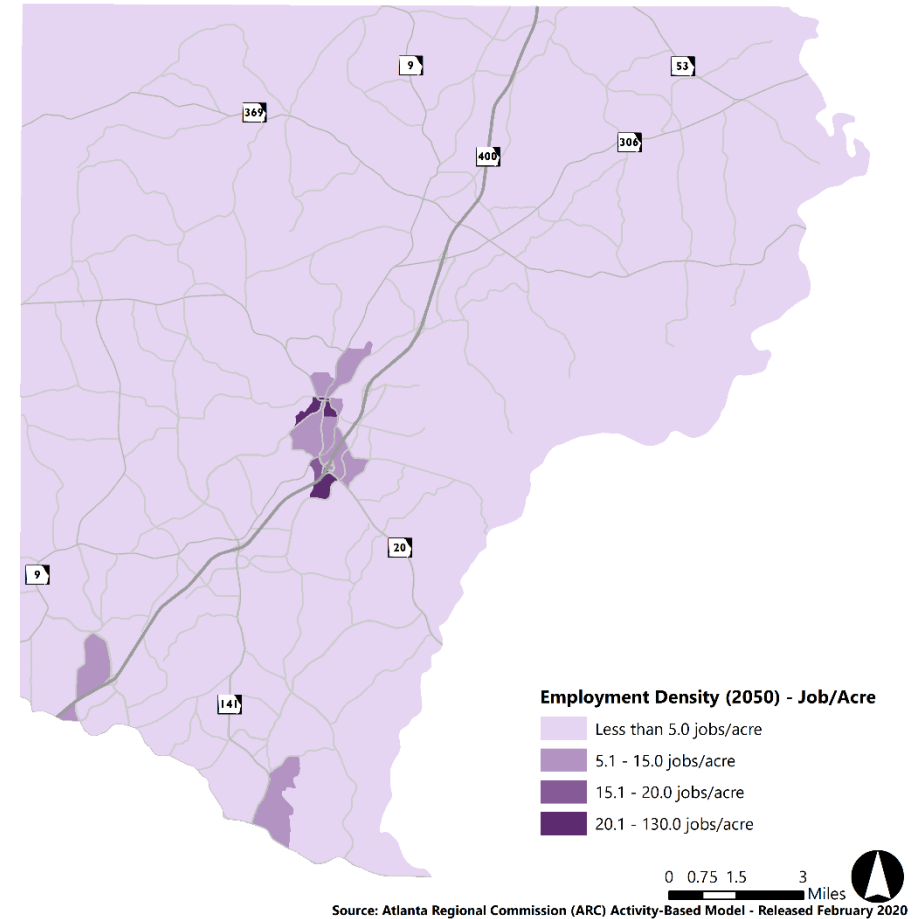 9
53
369
306
400
20
9
141
Employment Density (2050) - Job/Acre
Less than 5.0 jobs/acre
5.1 - 15.0 jobs/acre
15.1 - 20.0 jobs/acre
20.1 - 130.0 jobs/acre
0 0.75 1.5 3
Miles
Source: Atlanta Regional Commission (ARC) Activity-Based Model - Released February 2020